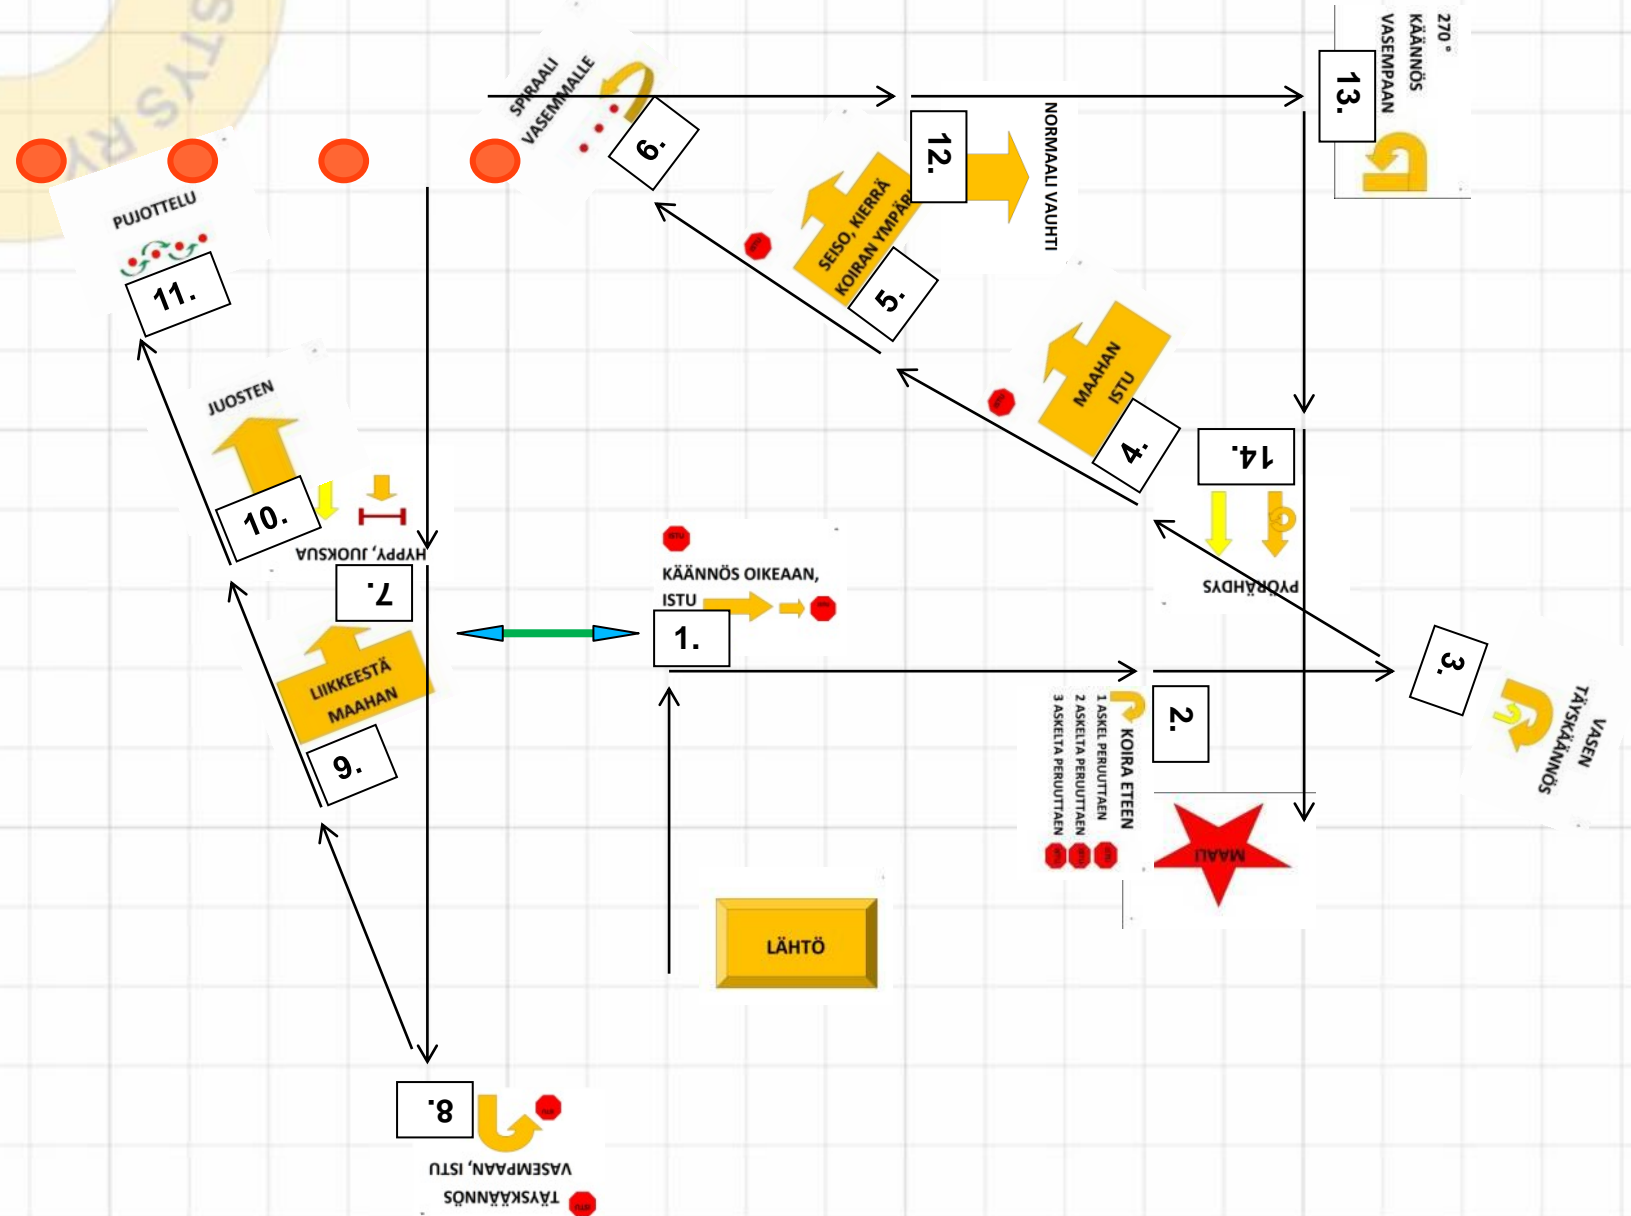 STYS RY
270 °
KÄÄNNÖS
VASEMPAAN
13.
SPIRAALI
VASEMMALLE
6.
12.
NORMAALI VAUHTI
SEISO, KIERRÄ
KOIRAN YMPÄRI
5.
PUJOTTELU
11.
MAAHAN
ISTU
4.
14.
PYÖRÄHDYS
JUOSTEN
10.
HYPPY, JUOKSUA
7.
KÄÄNNÖS OIKEAAN,
ISTU
1.
LIIKKEESTÄ
MAAHAN
9.
2.
KOIRA ETEEN
1 ASKEL PERUUTTAEN
2 ASKELTA PERUUTTAEN
3 ASKELTA PERUUTTAEN
3.
VASEN
TÄYSKÄÄNNÖS
MAALI
LÄHTÖ
8.
TÄYSKÄÄNNÖS
VASEMPAAN, ISTU